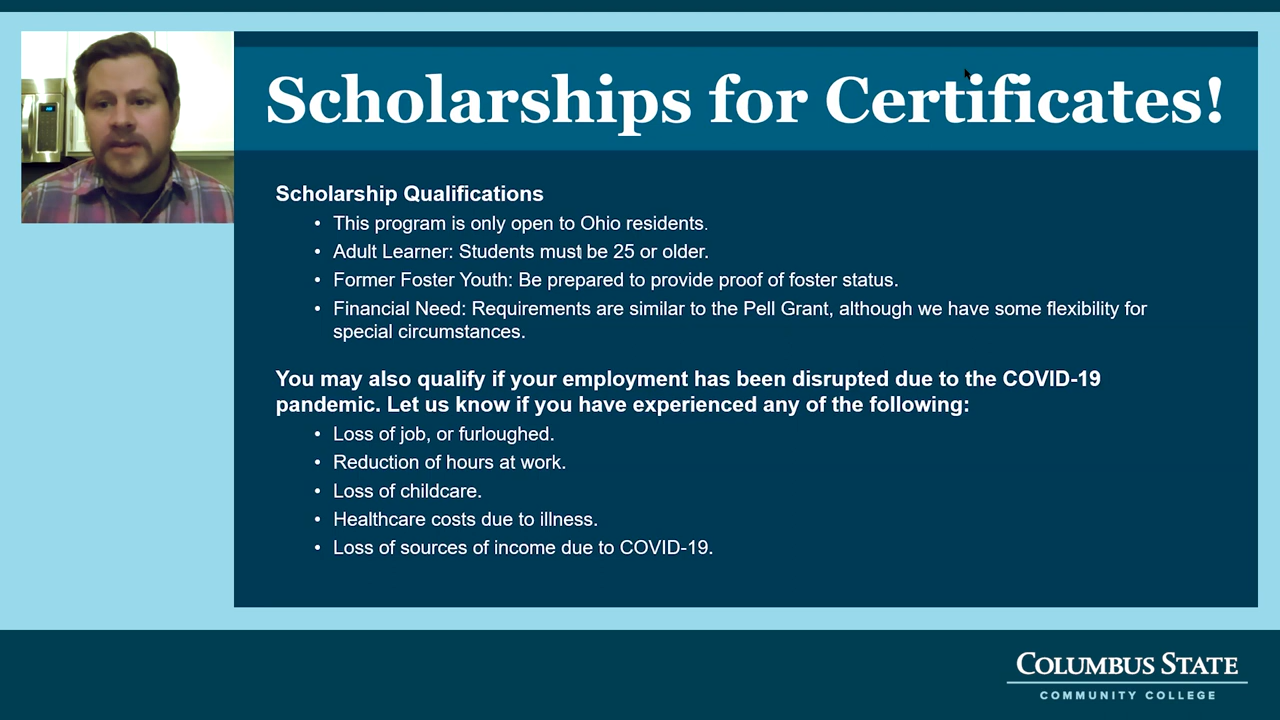 Scholarships for Certificates!
Scholarship Qualifications
• This program is only open to Ohio residents.
• Adult Learner: Students must be 25 or older.
• Former Foster Youth: Be prepared to provide proof of foster status.
• Financial Need: Requirements are similar to the Pell Grant, although we have some flexibility for
special circumstances.
You may also qualify if your employment has been disrupted due to the COVID-19
pandemic. Let us know if you have experienced any of the following:
• Loss of job, or furloughed.
• Reduction of hours at work.
• Loss of childcare.
• Healthcare costs due to illness.
• Loss of sources of income due to COVID-19.
COLUMBUS STATE
COMMUNITY COLLEGE